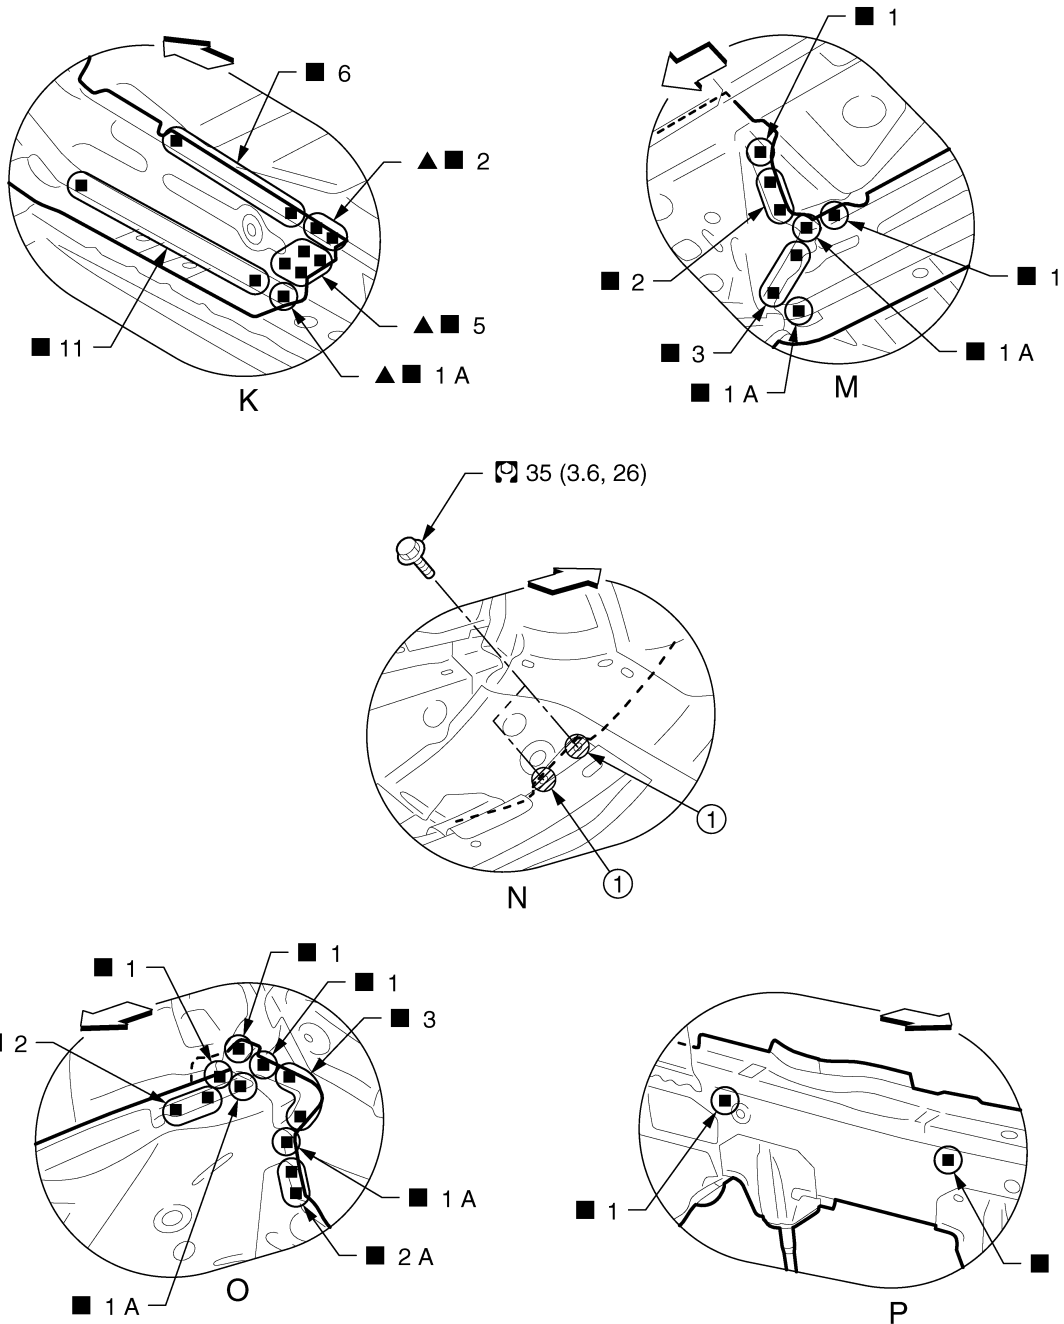 ■ 6
▲■ 2
▲■ 5
■ 11
▲■ 1 A
K
■ 1
■ 2
■ 1
■ 3
■ 1 A
■ 1 A
M
35 (3.6, 26)
1
1
N
■ 1
■ 1
■ 1
■ 3
2
■ 1 A
■ 2 A
■ 1 A
O
■ 1
■
P